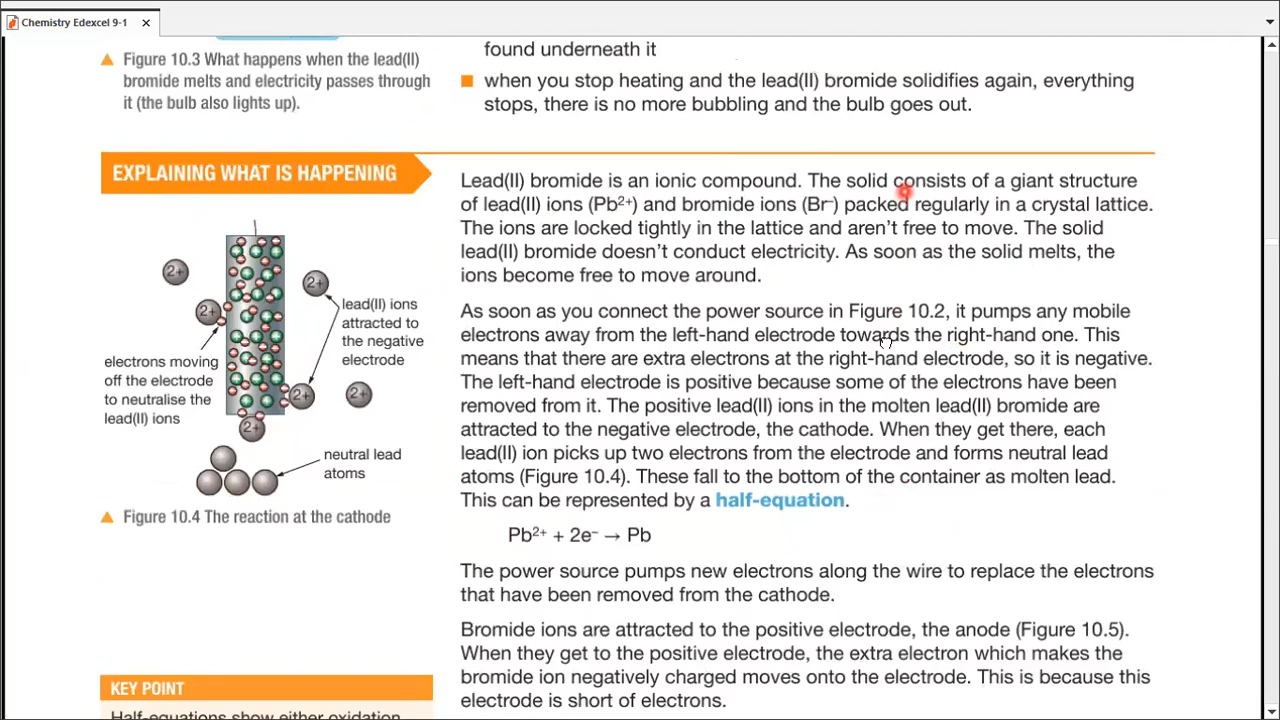 Chemistry Edexcel 9-1
Figure 10.3 What happens when the lead(II)
bromide melts and electricity passes through
it (the bulb also lights up).
found underneath it
when you stop heating and the lead(II) bromide solidifies again, everything
stops, there is no more bubbling and the bulb goes out.
EXPLAINING WHAT IS HAPPENING
Lead(II) bromide is an ionic compound. The solid consists of a giant structure
of lead(II) ions (Pb²⁺) and bromide ions (Br⁻) packed regularly in a crystal lattice.
The ions are locked tightly in the lattice and aren't free to move. The solid
lead(II) bromide doesn't conduct electricity. As soon as the solid melts, the
ions become free to move around.
2+
2+
2+
2+
2+
2+
lead(II) ions
attracted to
the negative
electrode
electrons moving
off the electrode
to neutralise the
lead(II) ions
neutral lead
atoms
Figure 10.4 The reaction at the cathode
As soon as you connect the power source in Figure 10.2, it pumps any mobile
electrons away from the left-hand electrode towards the right-hand one. This
means that there are extra electrons at the right-hand electrode, so it is negative.
The left-hand electrode is positive because some of the electrons have been
removed from it. The positive lead(II) ions in the molten lead(II) bromide are
attracted to the negative electrode, the cathode. When they get there, each
lead(II) ion picks up two electrons from the electrode and forms neutral lead
atoms (Figure 10.4). These fall to the bottom of the container as molten lead.
This can be represented by a half-equation.
Pb²⁺ + 2e⁻ → Pb
The power source pumps new electrons along the wire to replace the electrons
that have been removed from the cathode.
Bromide ions are attracted to the positive electrode, the anode (Figure 10.5).
When they get to the positive electrode, the extra electron which makes the
bromide ion negatively charged moves onto the electrode. This is because this
electrode is short of electrons.
KEY POINT
Half-equations show either oxidation